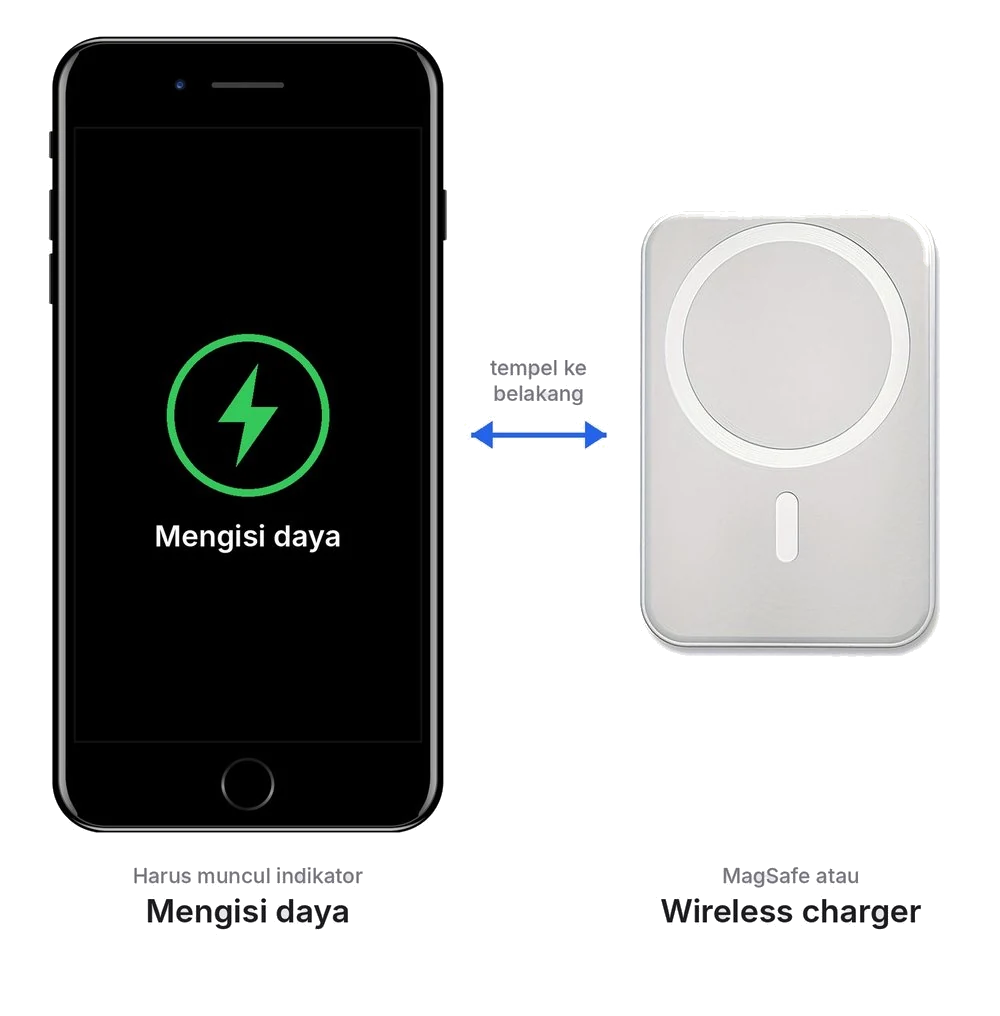 tempel ke
belakang
Mengisi daya
Harus muncul indikator
Mengisi daya
MagSafe atau
Wireless charger